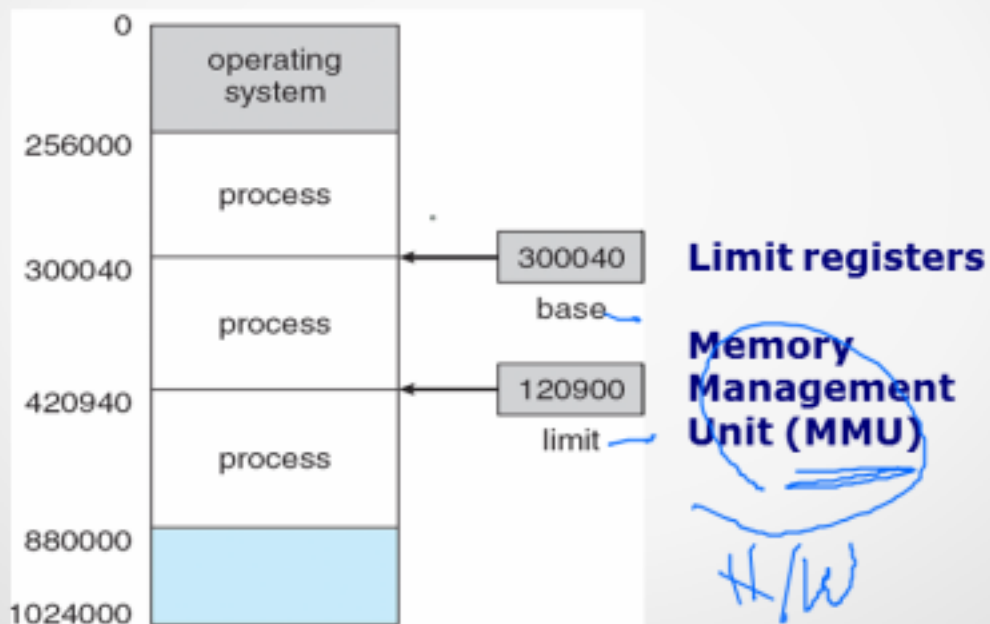 0
operating
system
256000
process
300040
300040
base
Limit registers
process
Memory
Management
Unit (MMU)
420940
120900
limit
process
880000
H/W
1024000